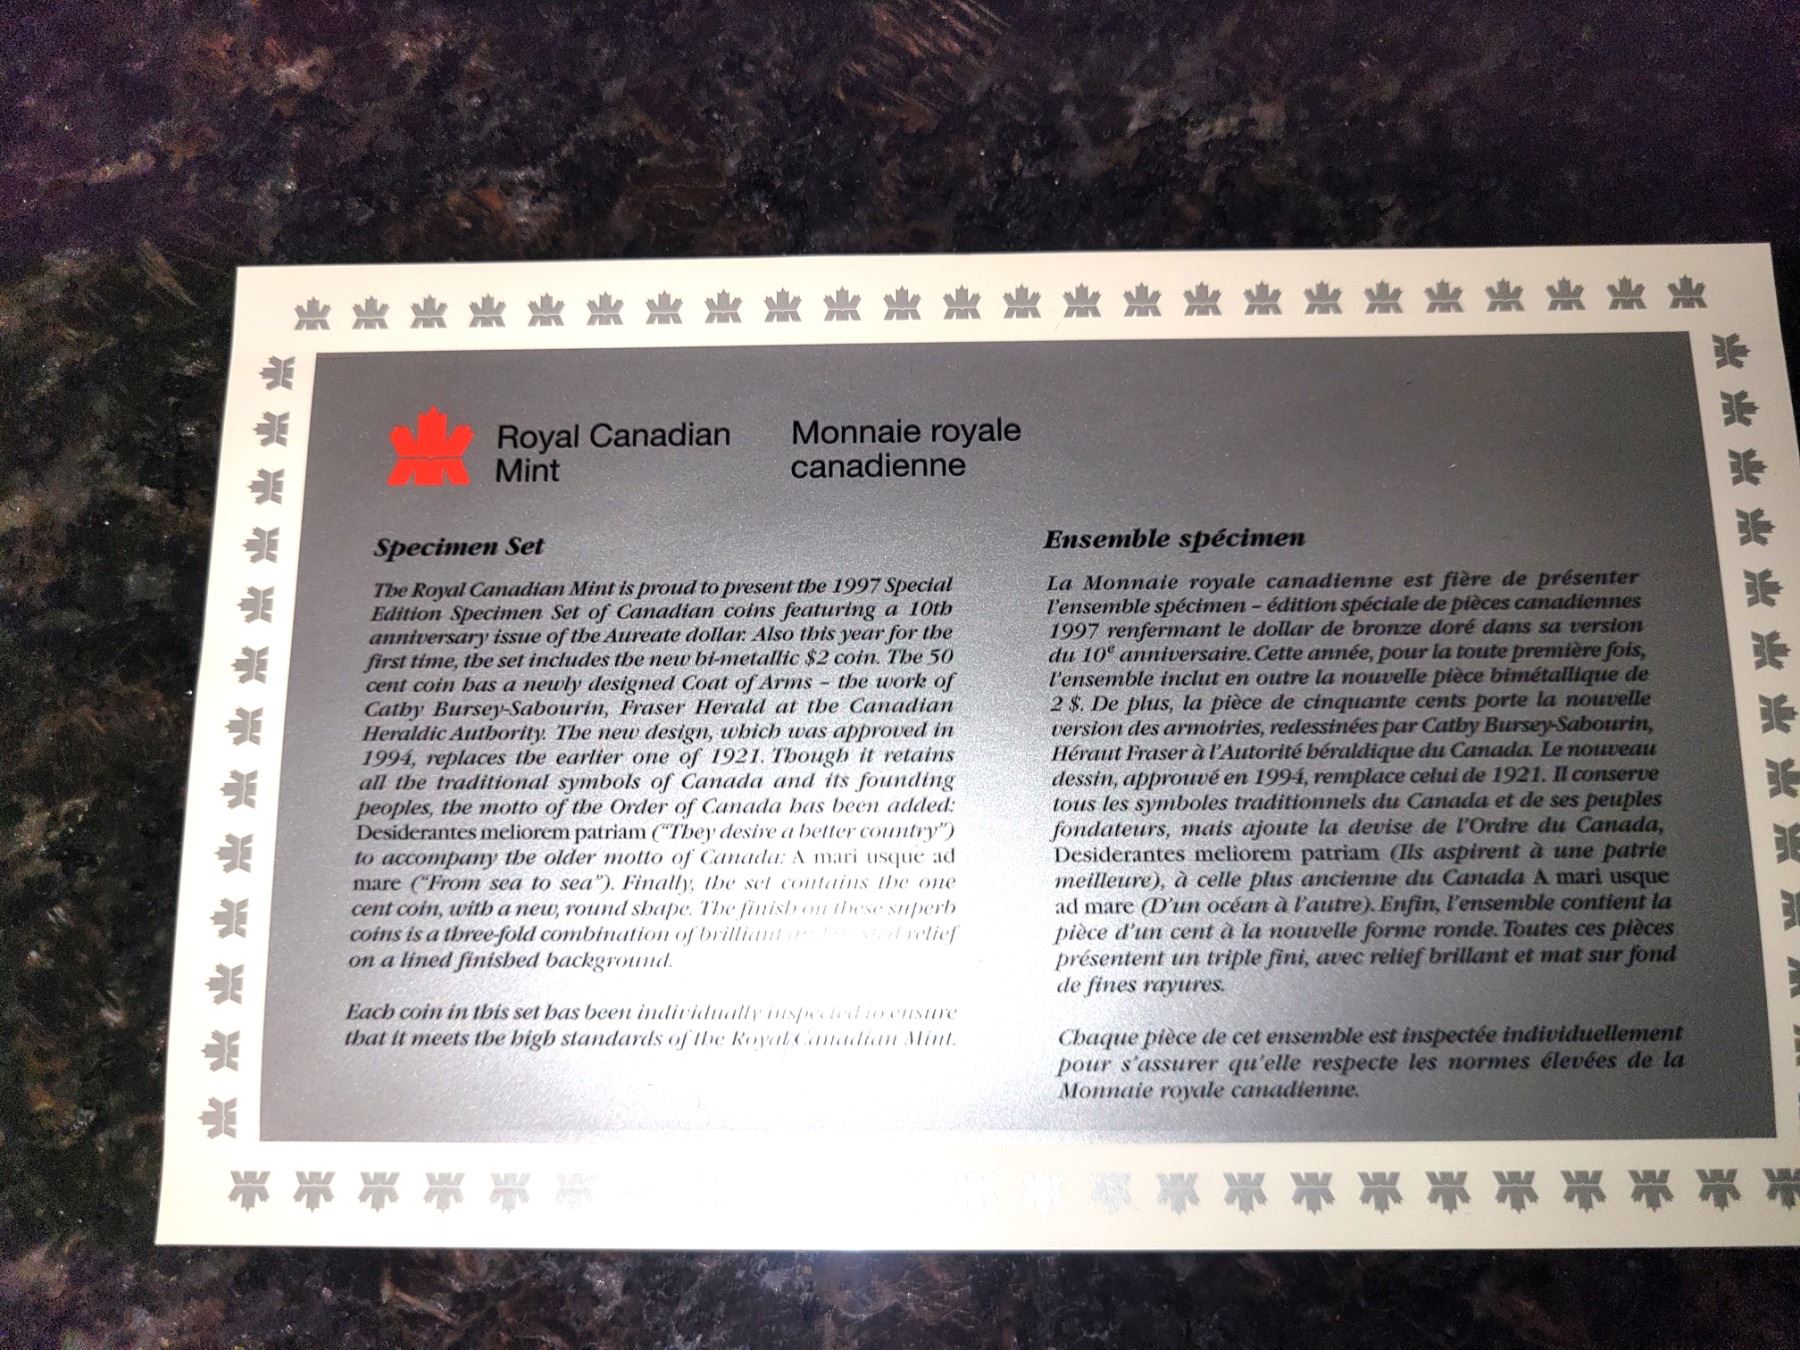 Royal Canadian
Mint
Monnaie royale
canadienne
Specimen Set
The Royal Canadian Mint is proud to present the 1997 Special
Edition Specimen Set of Canadian coins featuring a 10th
anniversary issue of the Aureate dollar. Also this year for the
first time, the set includes the new bi-metallic $2 coin. The 50
cent coin has a newly designed Coat of Arms – the work of
Cathy Bursey-Sabourin, Fraser Herald at the Canadian
Heraldic Authority. The new design, which was approved in
1994, replaces the earlier one of 1921. Though it retains
all the traditional symbols of Canada and its founding
peoples, the motto of the Order of Canada has been added:
Desiderantes meliorem patriam (“They desire a better country”)
to accompany the older motto of Canada: A mari usque ad
mare (“From sea to sea”). Finally, the set contains the one
cent coin, with a new, round shape. The finish on these superb
coins is a three-fold combination of brilliant relief
on a lined finished background.
Each coin in this set has been individually inspected to ensure
that it meets the high standards of the Royal Canadian Mint.
Ensemble spécimen
La Monnaie royale canadienne est fière de présenter
l’ensemble spécimen – édition spéciale de pièces canadiennes
1997 renfermant le dollar de bronze doré dans sa version
du 10e anniversaire. Cette année, pour la toute première fois,
l’ensemble inclut en outre la nouvelle pièce bimétallique de
2 $. De plus, la pièce de cinquante cents porte la nouvelle
version des armoiries, redessinées par Cathy Bursey-Sabourin,
Héraut Fraser à l’Autorité héraldique du Canada. Le nouveau
dessin, approuvé en 1994, remplace celui de 1921. Il conserve
tous les symboles traditionnels du Canada et de ses peuples
fondateurs, mais ajoute la devise de l’Ordre du Canada,
Desiderantes meliorem patriam (Ils aspirent à une patrie
meilleure), à celle plus ancienne du Canada A mari usque
ad mare (D’un océan à l’autre). Enfin, l’ensemble contient la
pièce d’un cent à la nouvelle forme ronde. Toutes ces pièces
présentent un triple fini, avec relief brillant et mat sur fond
de fines rayures.
Chaque pièce de cet ensemble est inspectée individuellement
pour s’assurer qu’elle respecte les normes élevées de la
Monnaie royale canadienne.